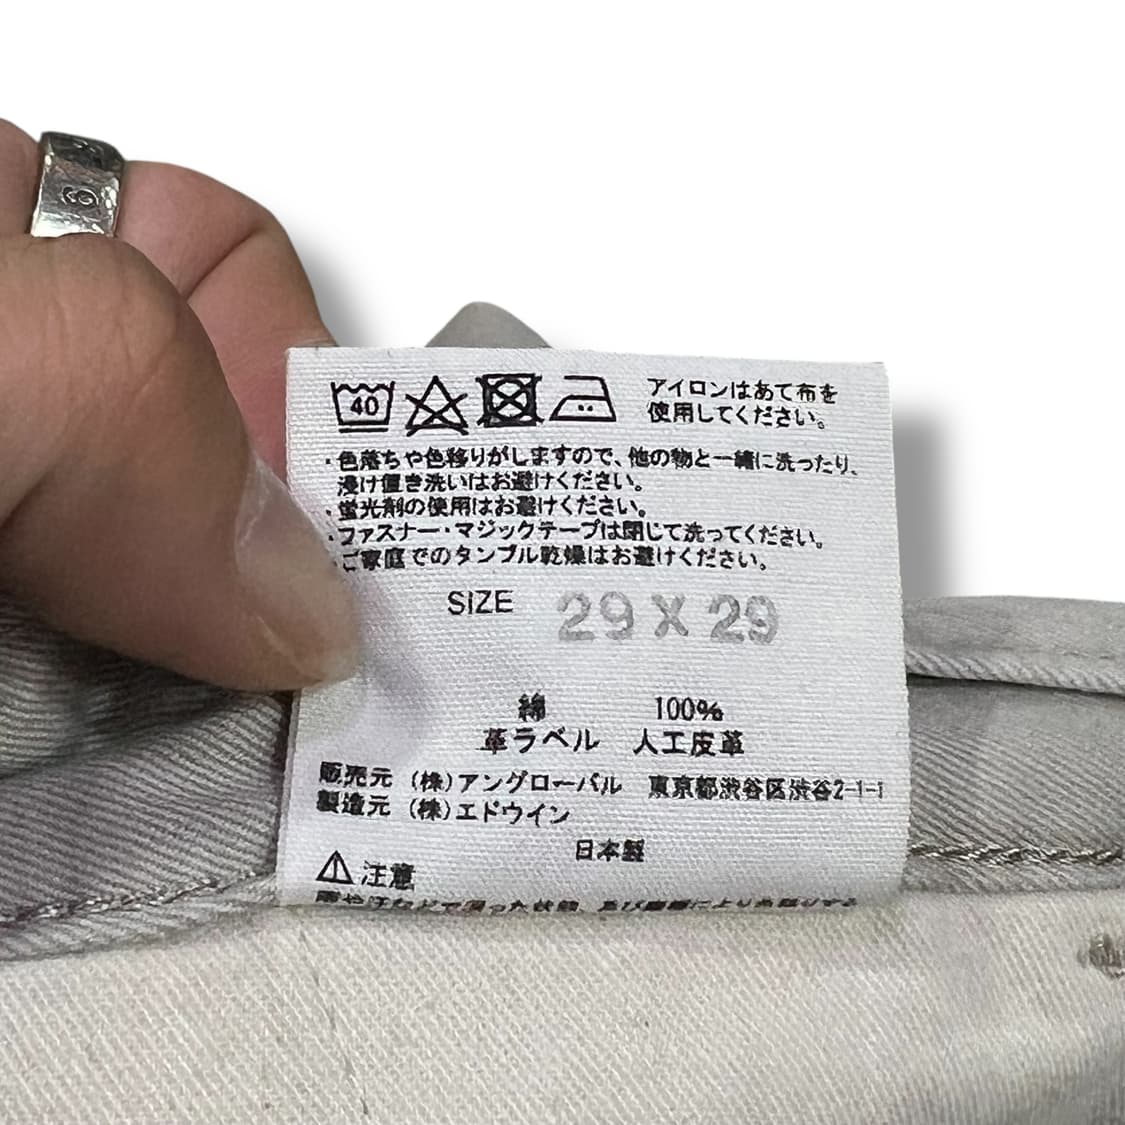 40
アイロンはあて布を
使用してください。
・色落ちや色移りがしますので、他の物と一緒に洗ったり、
浸け置き洗いはお避けください。
・蛍光剤の使用はお避けください。
・ファスナー・マジックテープは閉じて洗ってください。
・ご家庭でのタンブル乾燥はお避けください。
SIZE 29 X 29
綿 100%
革ラベル 人工皮革
販売元 (株)アングローバル 東京都渋谷区渋谷2-1-1
製造元 (株)エドウイン
日本製
注意